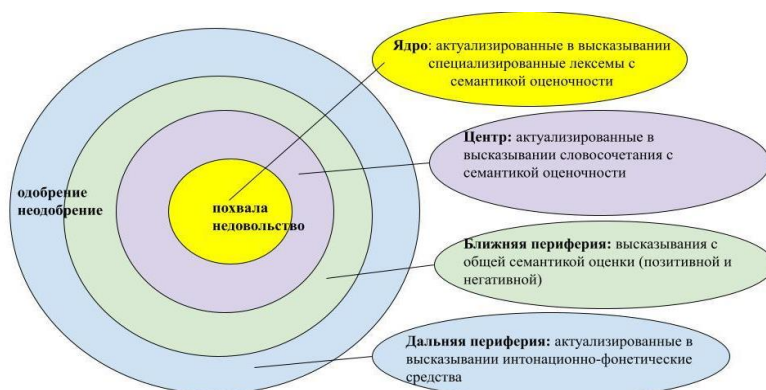 Ядро: актуализированные в высказывании
специализированные лексемы с
семантикой оценочности
Центр: актуализированные в
высказывании словосочетания с
семантикой оценочности
одобрение
неодобрение
похвала
недовольство
Ближняя периферия: высказывания с
общей семантикой оценки (позитивной и
негативной)
Дальняя периферия: актуализированные в
высказывании интонационно-фонетические
средства